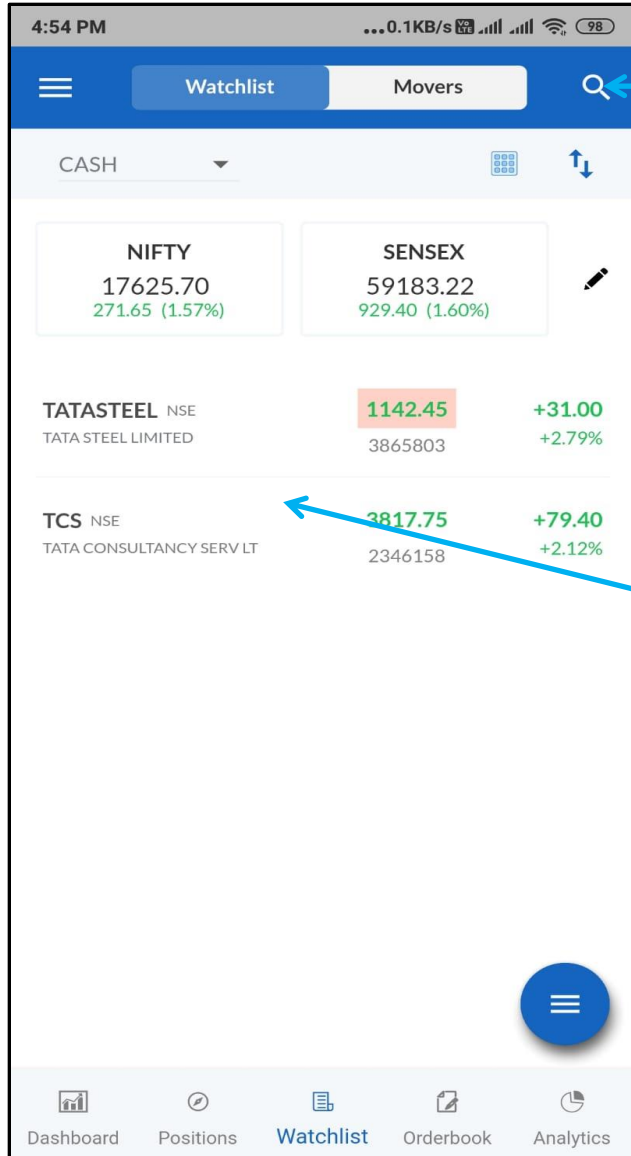 4:54 PM ...0.1KB/s Vo LTE 98
Watchlist Movers
CASH
NIFTY SENSEX
17625.70 59183.22
271.65 (1.57%) 929.40 (1.60%)
TATASTEEL NSE 1142.45 +31.00
TATA STEEL LIMITED 3865803 +2.79%
TCS NSE 3817.75 +79.40
TATA CONSULTANCY SERV LT 2346158 +2.12%
Dashboard Positions Watchlist Orderbook Analytics